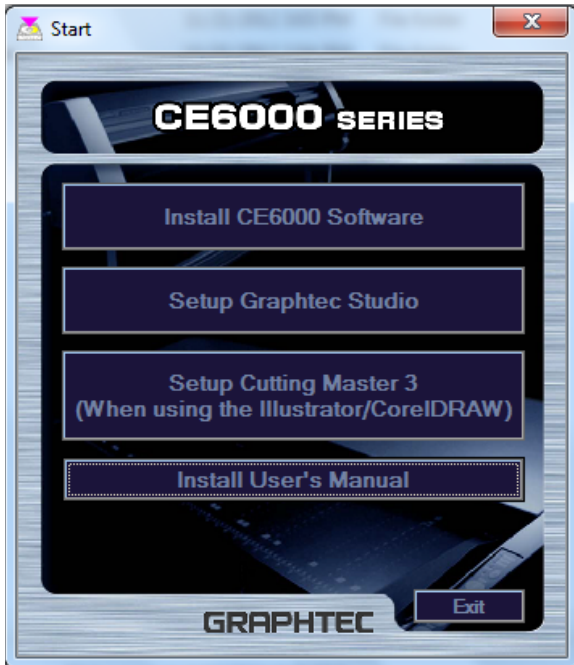 Start
CE6000 SERIES
Install CE6000 Software
Setup Graphtec Studio
Setup Cutting Master 3
(When using the Illustrator/CorelDRAW)
Install User's Manual
Exit
GRAPHTEC